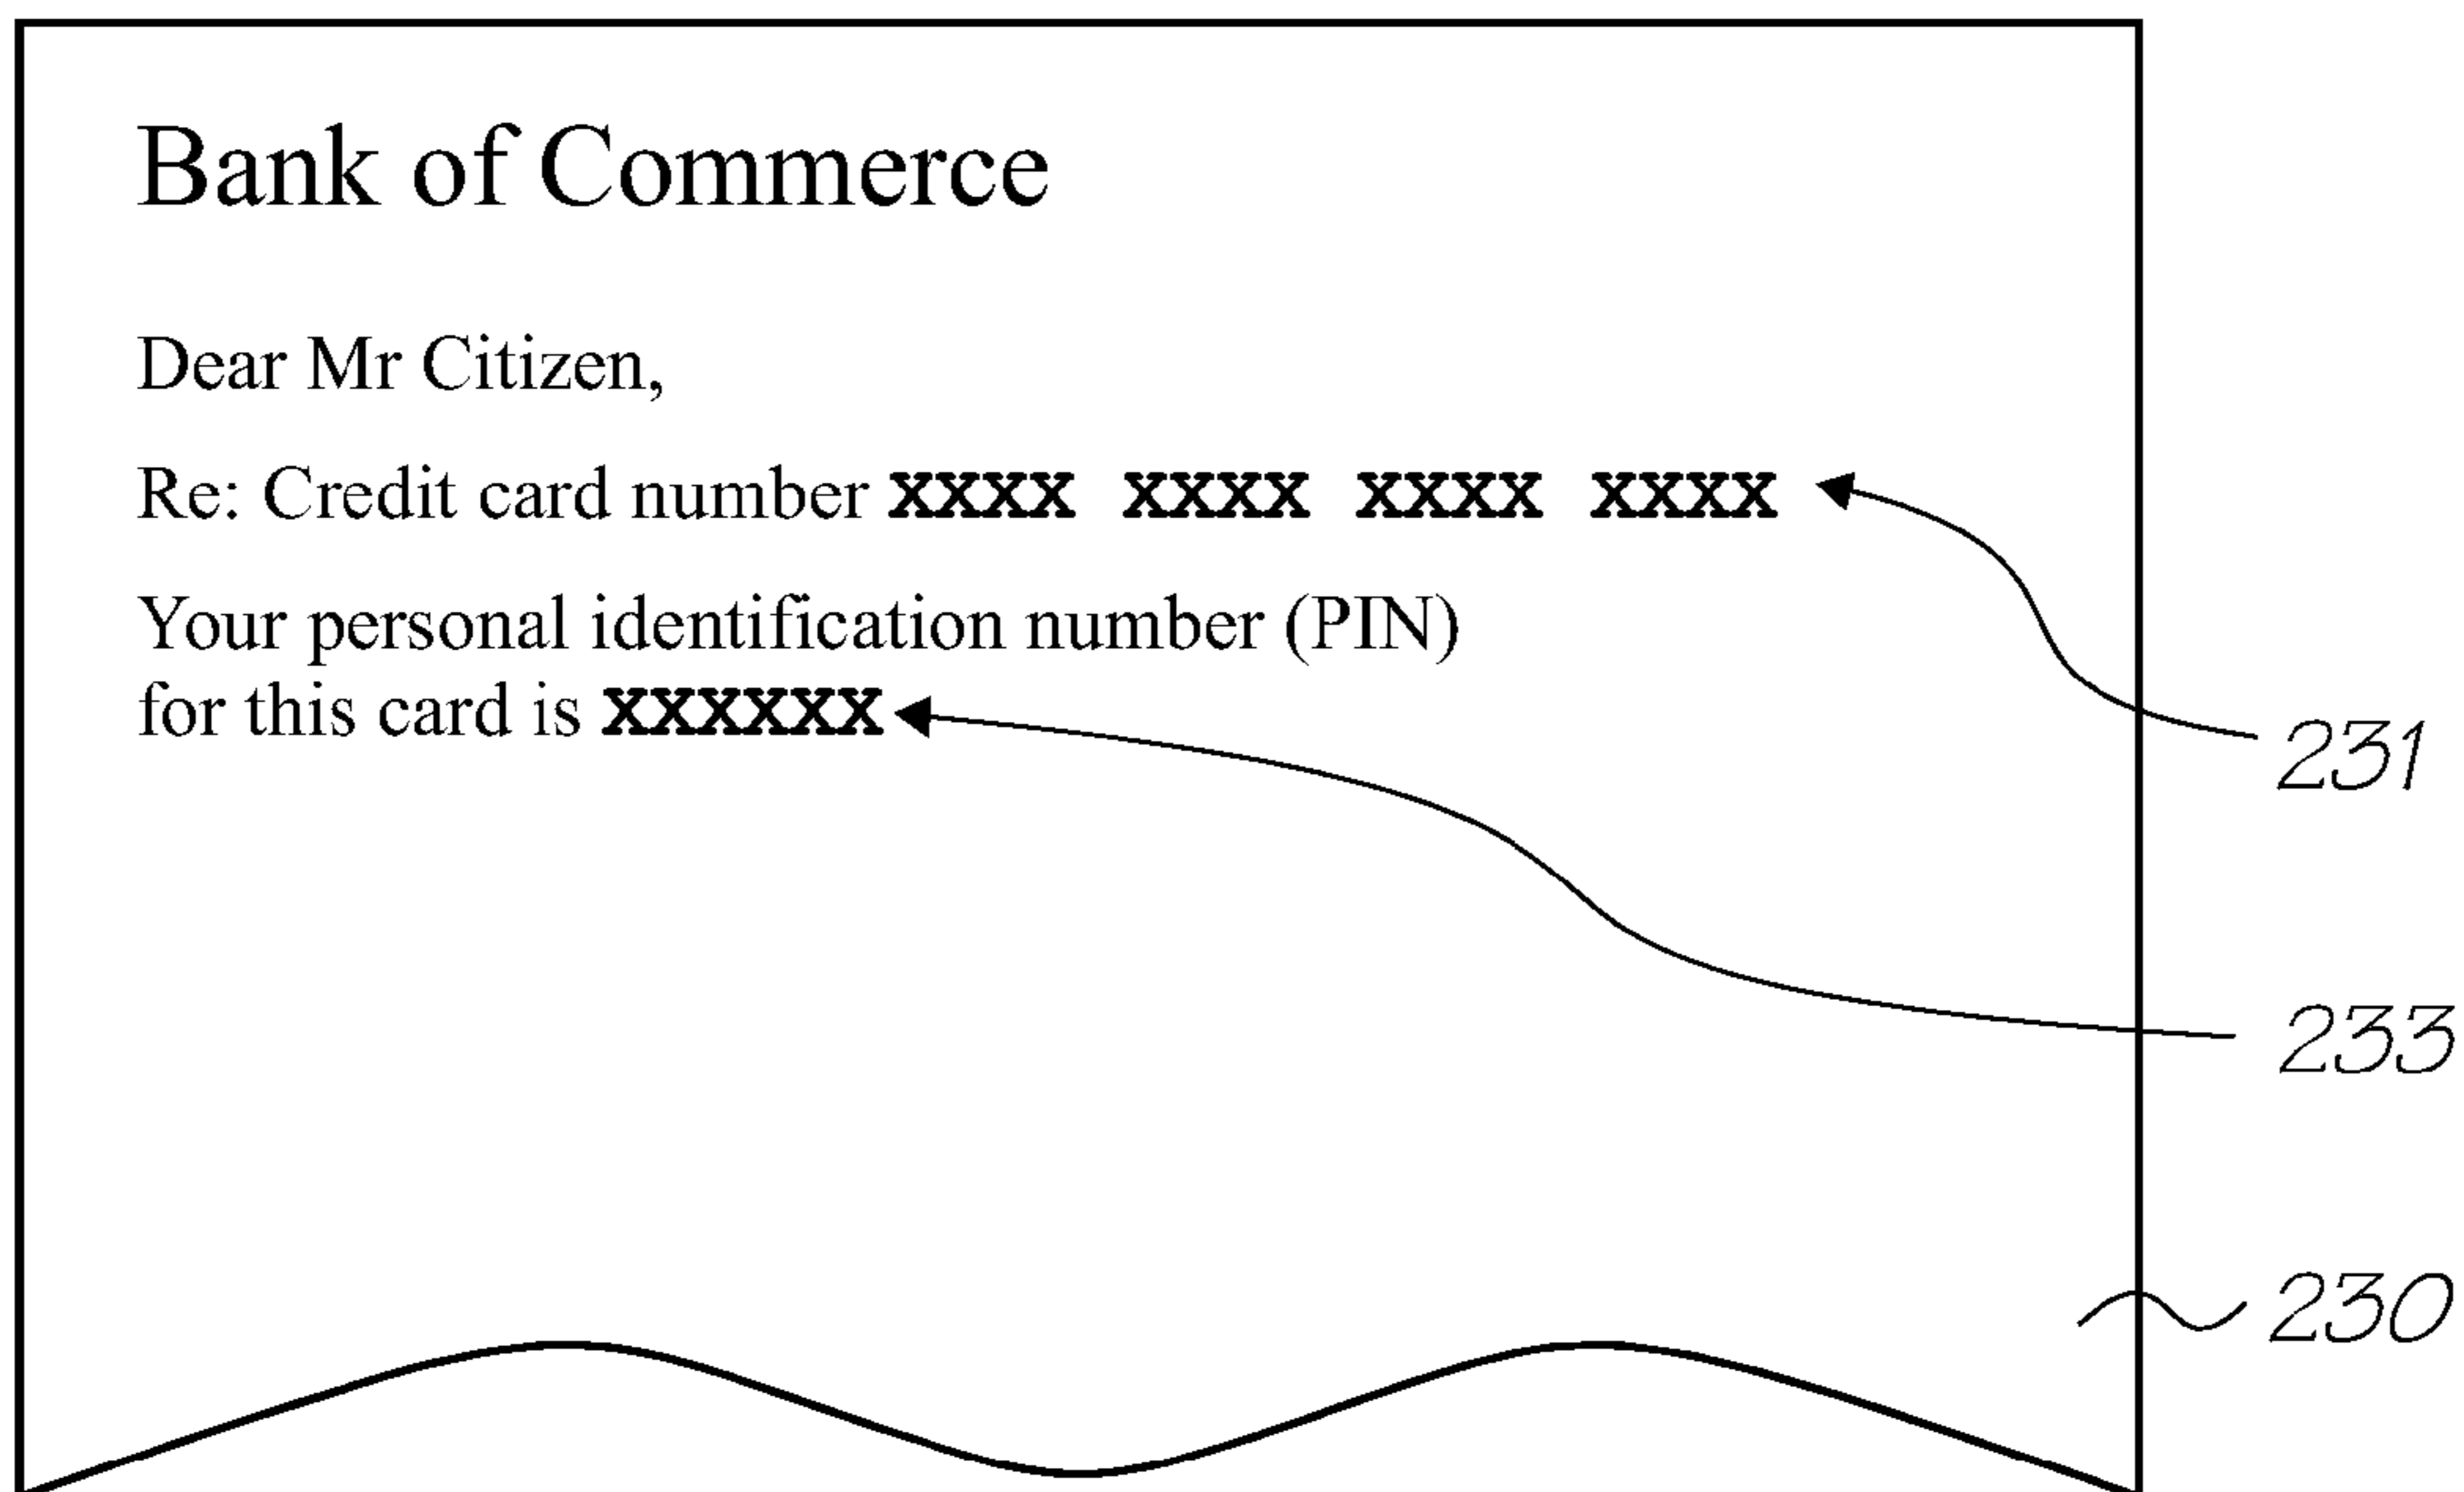 Bank of Commerce
Dear Mr Citizen,
Re: Credit card number xxxx xxxx xxxx xxxx
Your personal identification number (PIN)
for this card is xxxxxx
231
233
230